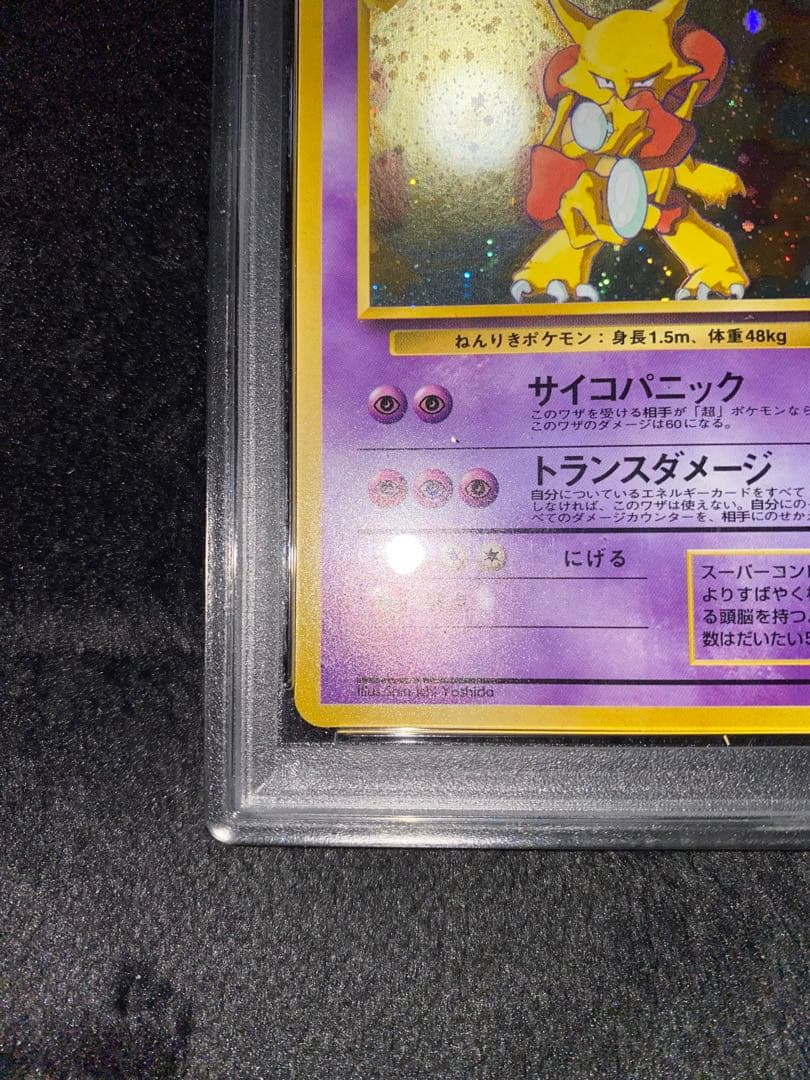 ねんりきポケモン：身長1.5m、体重48kg
サイコパニック
このワザを受ける相手が「超」ポケモンなら
このワザのダメージは60になる。
トランスダメージ
自分についているエネルギーカードをすべて
しなければ、このワザは使えない。自分にの
べてのダメージカウンターを、相手にのせか
にげる
スーパーコン
よりすばやく
る頭脳を持つ
数はだいたい5
Illus. Shin-ichi Yoshida